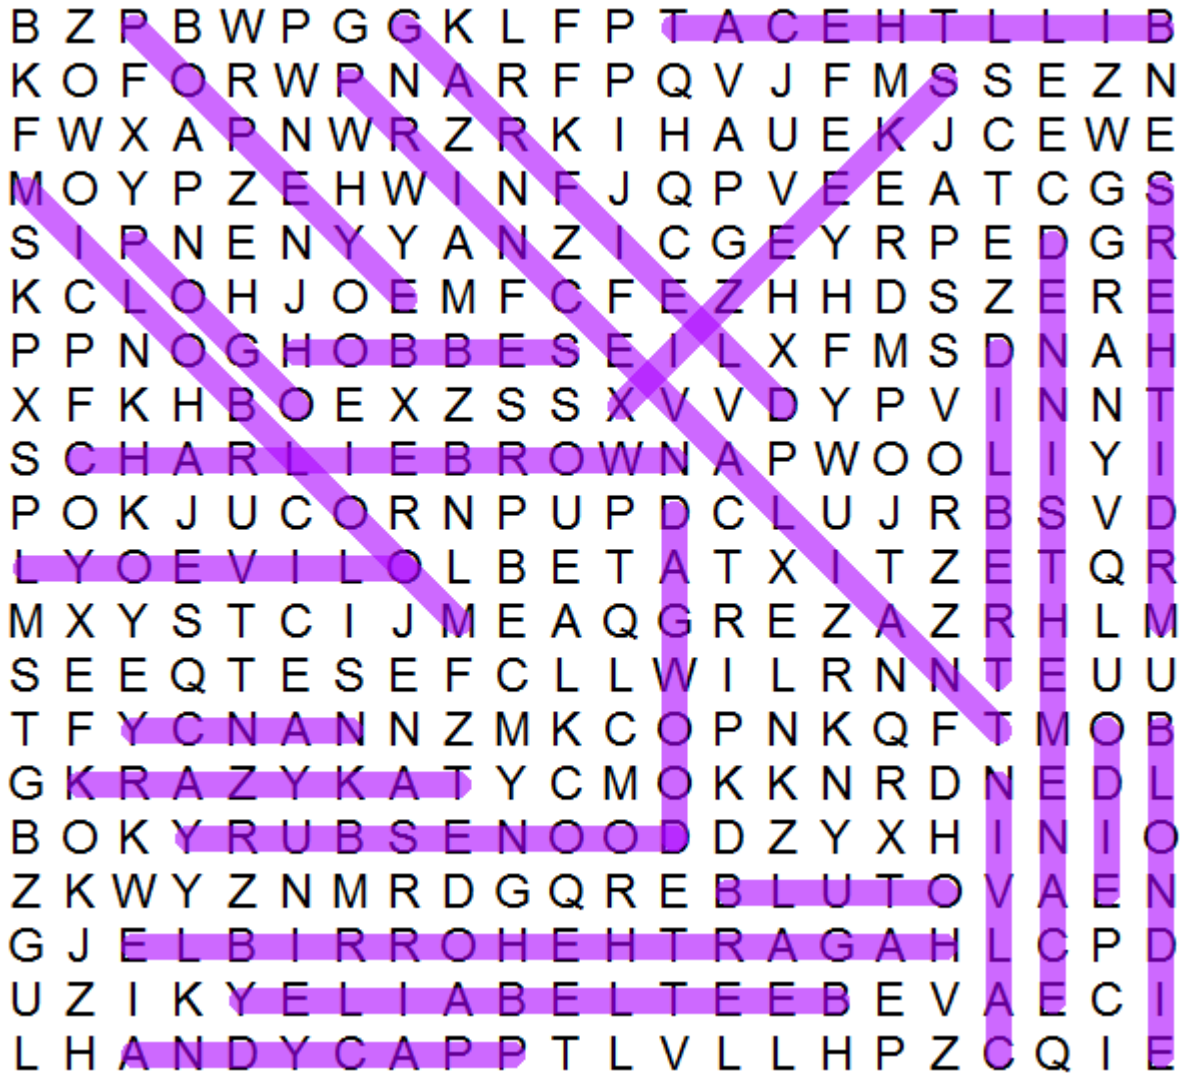 B Z P B W P G G K L F P T A C E H T L L I B
K O F O R W P N A R F P Q V J F M S S E Z N
F W X A P N W R Z R K I H A U E K J C E W E
M O Y P Z E H W I N F J Q P V E E A T C G S
S I P N E N Y Y A N Z I C G E Y R P E D G R
K C L O H J O E M F C F E Z H H D S Z E R E
P P N O G H O B B E S E I L X F M S D N A H
X F K H B O E X Z S S X V V D Y P V I N N T
S C H A R L I E B R O W N A P W O O L I Y I
P O K J U C O R N P U P D C L U J R B S V D
L Y O E V I L O L B E T A T X I T Z E T Q R
M X Y S T C I J M E A Q G R E Z A Z R H L M
S E E Q T E S E F C L L W I L R N N T E U U
T F Y C N A N N Z M K C O P N K Q F T M O B
G K R A Z Y K A T Y C M O K K N R D N E D L
B O K Y R U B S E N O O D D Z Y X H I N I O
Z K W Y Z N M R D G Q R E B L U T O V A E N
G J E L B I R R O H E H T R A G A H L C P D
U Z I K Y E L I A B E L T E E B E V A E C I
L H A N D Y C A P P T L V L L H P Z C Q I E